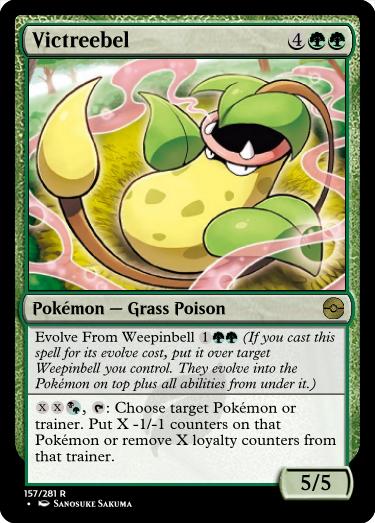 Victreebel 4
Pokémon — Grass Poison
Evolve From Weepinbell 1 (If you cast this
spell for its evolve cost, put it over target
Weepinbell you control. They evolve into the
Pokémon on top plus all abilities from under it.)
X X , : Choose target Pokémon or
trainer. Put X -1/-1 counters on that
Pokémon or remove X loyalty counters from
that trainer.
5/5
157/281 R
• Sanosuke Sakuma